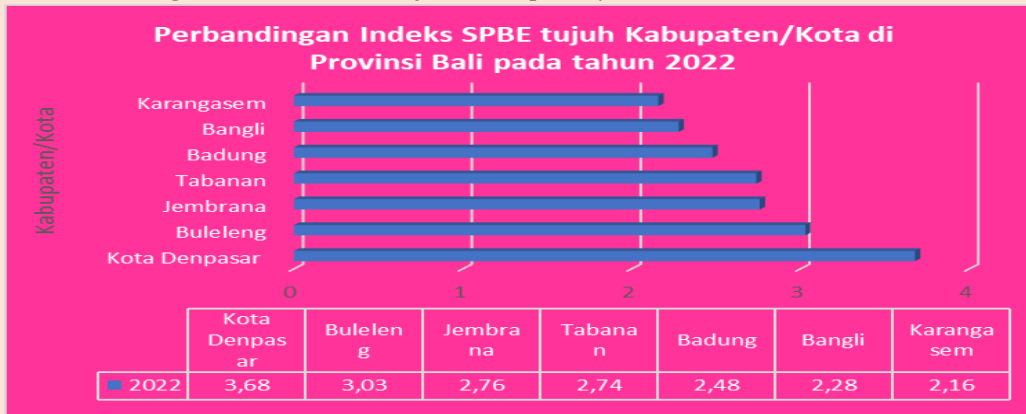 Perbandingan Indeks SPBE tujuh Kabupaten/Kota di
Provinsi Bali pada tahun 2022
Kabupaten/Kota
Karangasem
Bangli
Badung
Tabanan
Jembrana
Buleleng
Kota Denpasar
0 1 2 3 4
Kota
Denpas
ar
Bulelen
g
Jembra
na
Tabana
n
Badung
Bangli
Karanga
sem
2022 3,68 3,03 2,76 2,74 2,48 2,28 2,16